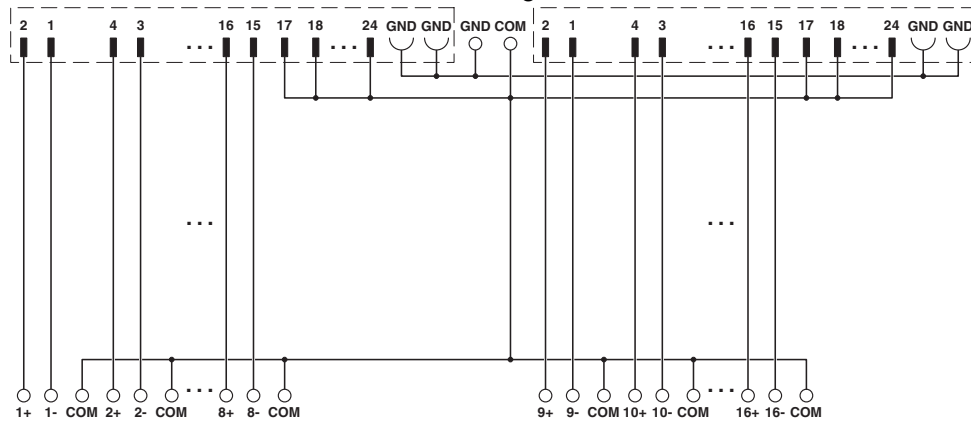 2 1 4 3 ... 16 15 17 18 ... 24 GND GND GND COM 2 1 4 3 ... 16 15 17 18 ... 24 GND GND
... ...
... ...
1+ 1- COM 2+ 2- COM 8+ 8- COM 9+ 9- COM 10+ 10- COM 16+ 16- COM